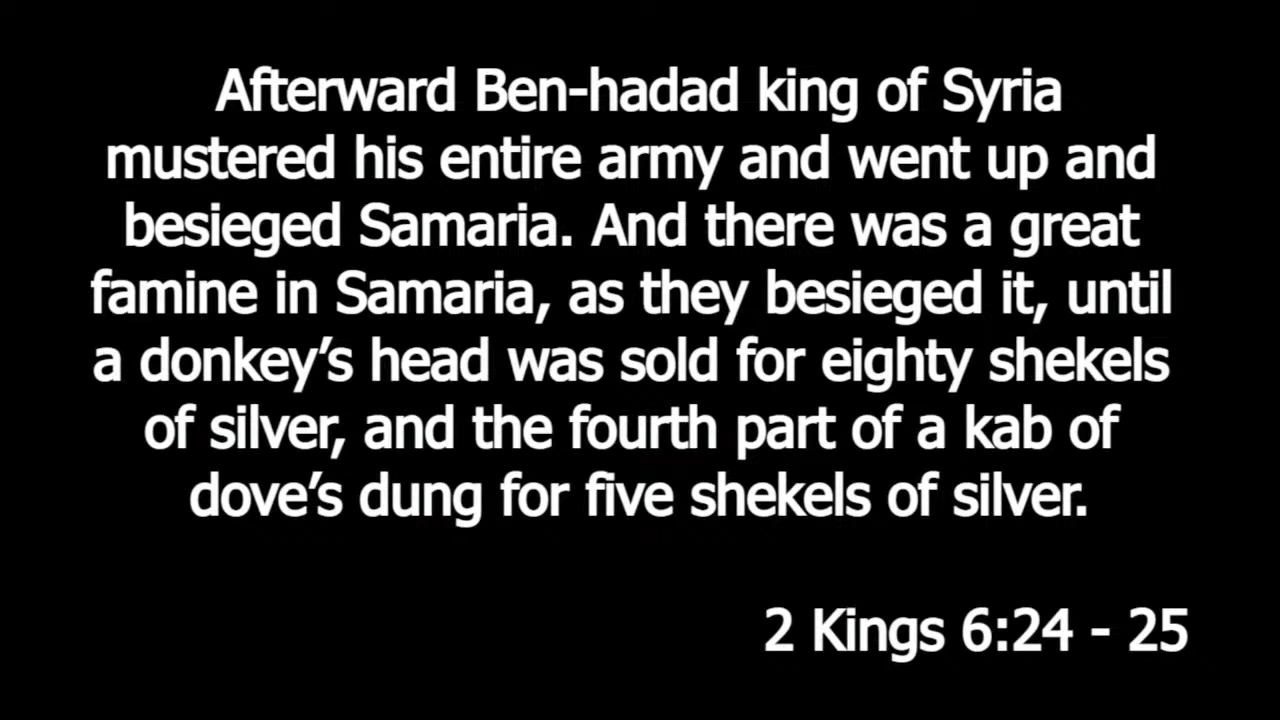 Afterward Ben-hadad king of Syria
mustered his entire army and went up and
besieged Samaria. And there was a great
famine in Samaria, as they besieged it, until
a donkey’s head was sold for eighty shekels
of silver, and the fourth part of a kab of
dove’s dung for five shekels of silver.
2 Kings 6:24 - 25